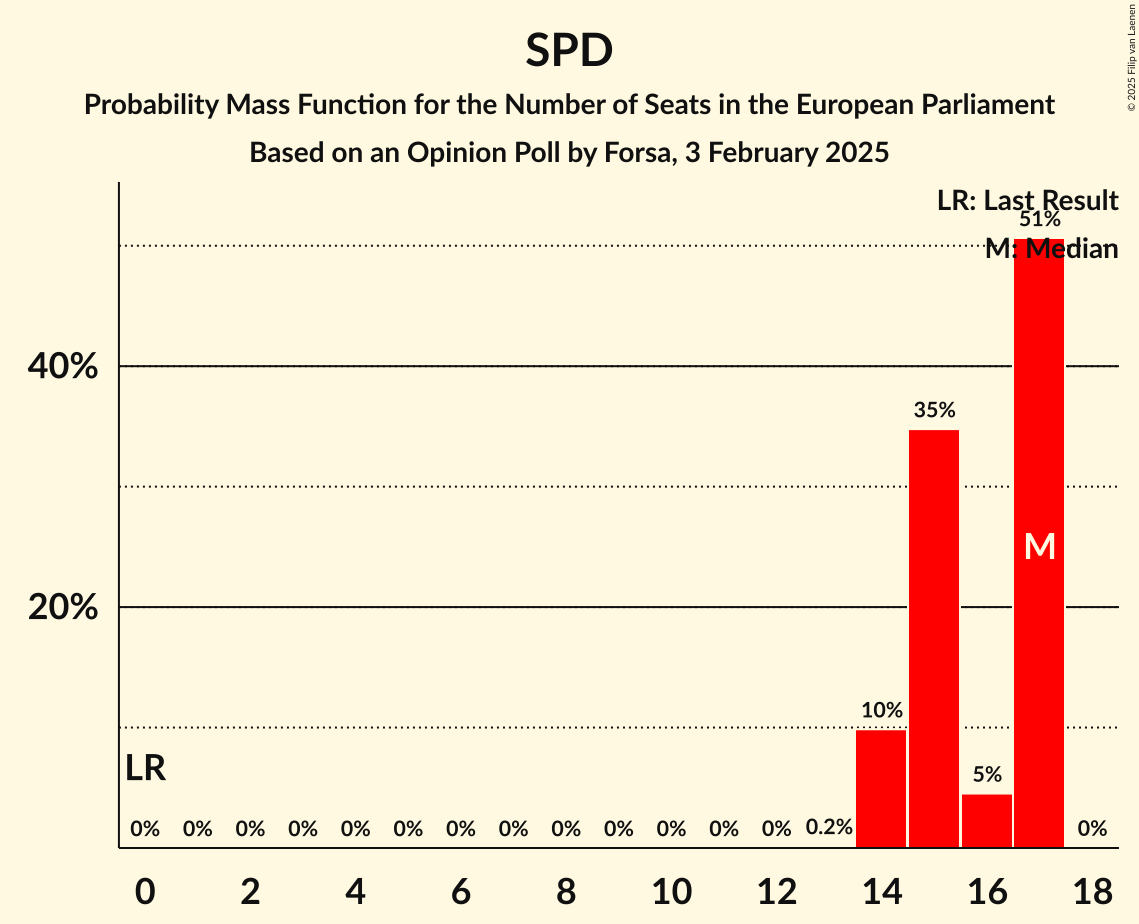 SPD
Probability Mass Function for the Number of Seats in the European Parliament
Based on an Opinion Poll by Forsa, 3 February 2025
© 2025 Filip van Laenen
LR: Last Result
M: Median
51%
40%
35%
M
20%
10%
LR
5%
0% 0% 0% 0% 0% 0% 0% 0% 0% 0% 0% 0% 0% 0.2% 0%
0 2 4 6 8 10 12 14 16 18